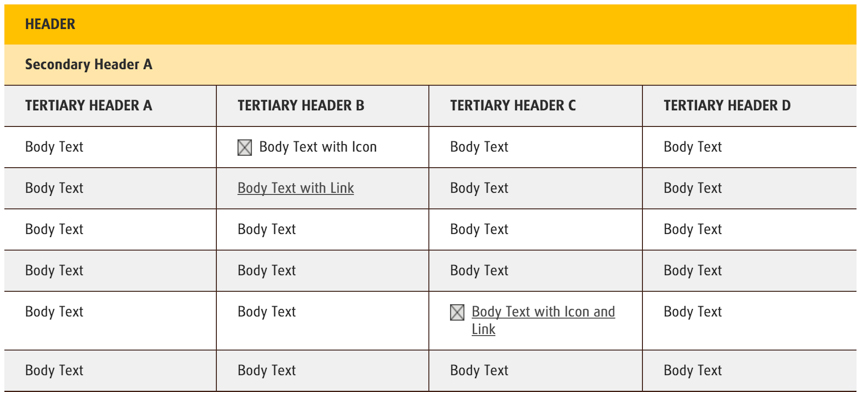 HEADER
Secondary Header A
TERTIARY HEADER A TERTIARY HEADER B TERTIARY HEADER C TERTIARY HEADER D
Body Text Body Text with Icon Body Text Body Text
Body Text Body Text with Link Body Text Body Text
Body Text Body Text Body Text Body Text
Body Text Body Text Body Text Body Text
Body Text Body Text Body Text with Icon and Body Text
Link
Body Text Body Text Body Text Body Text